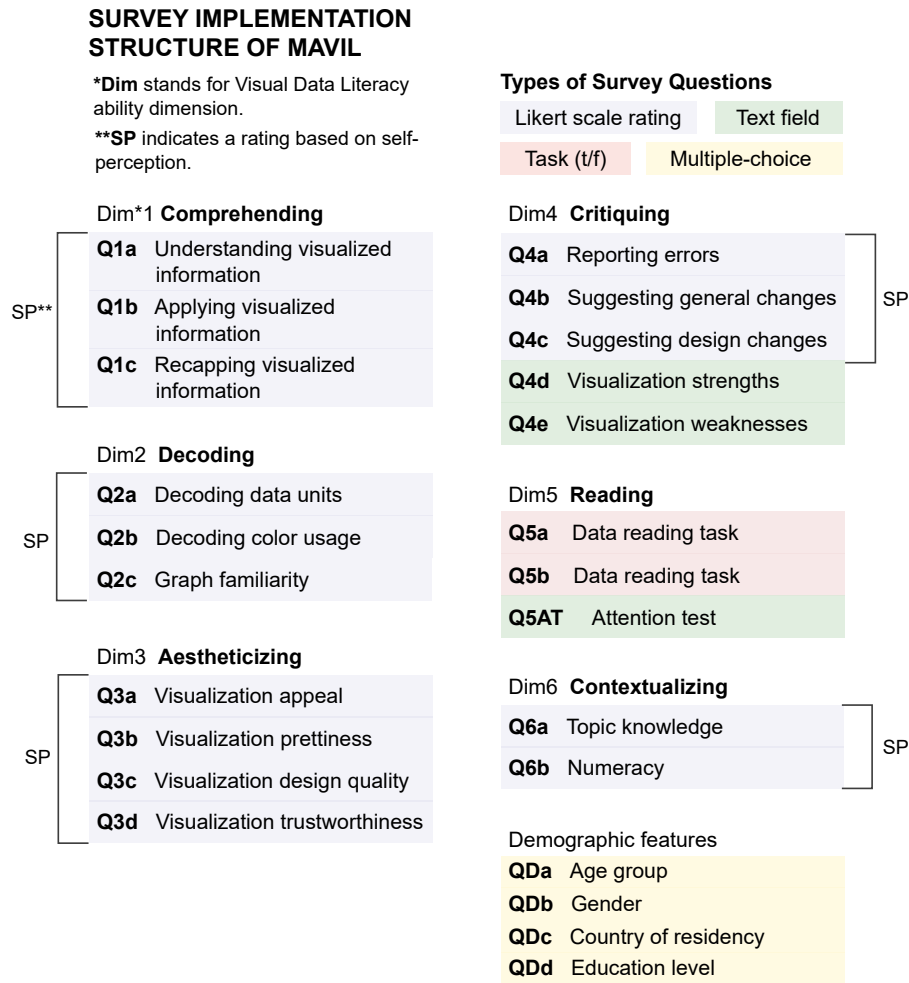 SURVEY IMPLEMENTATION
STRUCTURE OF MAVIL
*Dim stands for Visual Data Literacy
ability dimension.
**SP indicates a rating based on self-
perception.
Types of Survey Questions
Likert scale rating
Text field
Task (t/f)
Multiple-choice
Dim*1 Comprehending
SP**
Q1a Understanding visualized
information
Q1b Applying visualized
information
Q1c Recapping visualized
information
Dim2 Decoding
SP
Q2a Decoding data units
Q2b Decoding color usage
Q2c Graph familiarity
Dim3 Aestheticizing
SP
Q3a Visualization appeal
Q3b Visualization prettiness
Q3c Visualization design quality
Q3d Visualization trustworthiness
Dim4 Critiquing
Q4a Reporting errors
Q4b Suggesting general changes
Q4c Suggesting design changes
SP
Q4d Visualization strengths
Q4e Visualization weaknesses
Dim5 Reading
Q5a Data reading task
Q5b Data reading task
Q5AT Attention test
Dim6 Contextualizing
Q6a Topic knowledge
Q6b Numeracy
SP
Demographic features
QDa Age group
QDb Gender
QDc Country of residency
QDd Education level